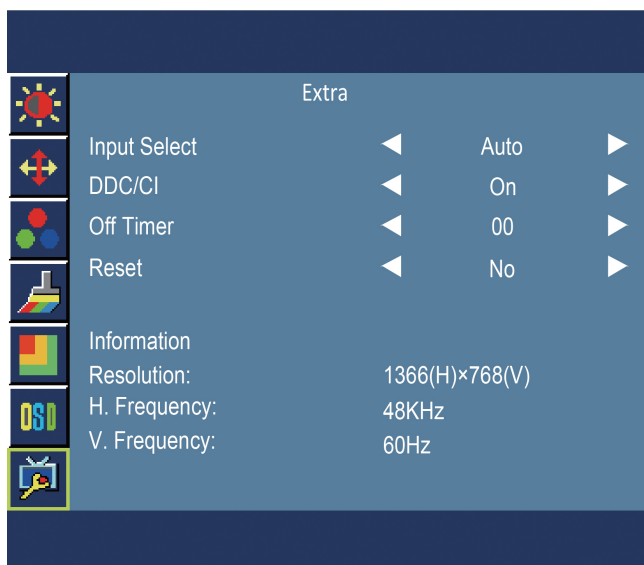 Extra
Input Select ◀ Auto ▶
DDC/CI ◀ On ▶
Off Timer ◀ 00 ▶
Reset ◀ No ▶
Information
Resolution: 1366(H)×768(V)
H. Frequency: 48KHz
V. Frequency: 60Hz
OSD